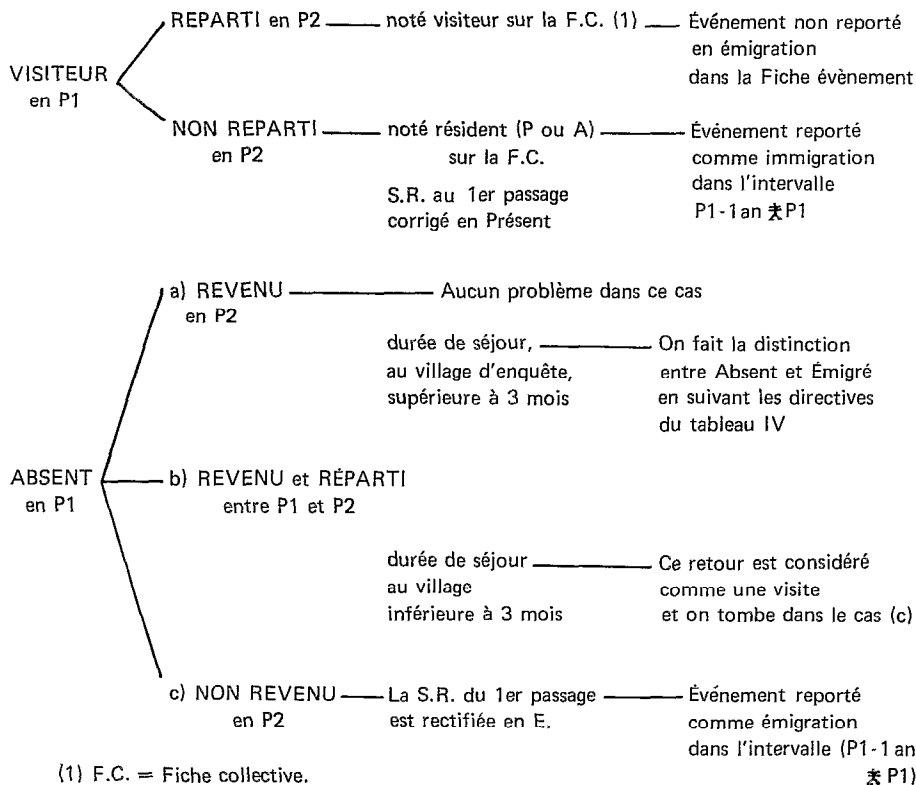 REPARTI en P2 noté visiteur sur la F.C. (1) Événement non reporté
en émigration
dans la Fiche évènement
VISITEUR
en P1
NON REPARTI noté résident (P ou A) Événement reporté
en P2 sur la F.C. comme immigration
dans l'intervalle
S.R. au 1er passage
corrigé en Présent
P1-1an P1
a) REVENU Aucun problème dans ce cas
en P2
durée de séjour, On fait la distinction
au village d'enquête, entre Absent et Émigré
supérieure à 3 mois en suivant les directives
du tableau IV
ABSENT
en P1
b) REVENU et RÉPARTI
entre P1 et P2
durée de séjour Ce retour est considéré
au village comme une visite
inférieure à 3 mois et on tombe dans le cas (c)
c) NON REVENU La S.R. du 1er passage Événement reporté
en P2 est rectifiée en E. comme émigration
dans l'intervalle (P1-1an
P1)
(1) F.C. = Fiche collective.